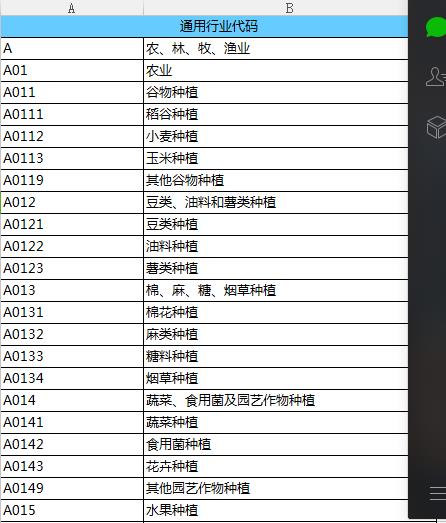 A B
通用行业代码
A 农、林、牧、渔业
A01 农业
A011 谷物种植
A0111 稻谷种植
A0112 小麦种植
A0113 玉米种植
A0119 其他谷物种植
A012 豆类、油料和薯类种植
A0121 豆类种植
A0122 油料种植
A0123 薯类种植
A013 棉、麻、糖、烟草种植
A0131 棉花种植
A0132 麻类种植
A0133 糖料种植
A0134 烟草种植
A014 蔬菜、食用菌及园艺作物种植
A0141 蔬菜种植
A0142 食用菌种植
A0143 花卉种植
A0149 其他园艺作物种植
A015 水果种植